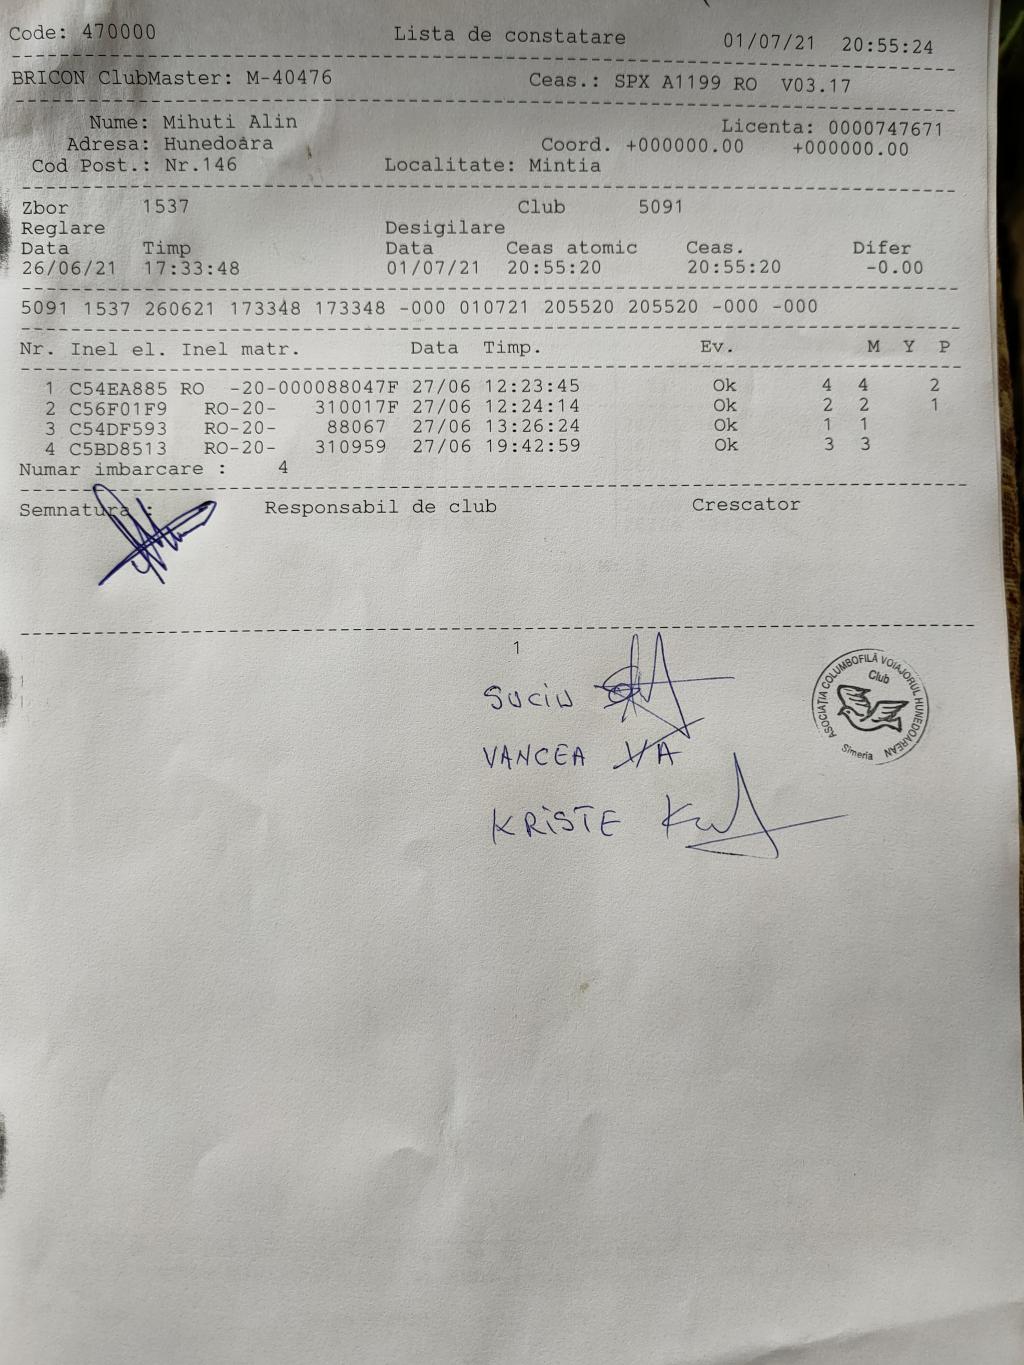 Code: 470000 Lista de constatare 01/07/21 20:55:24
BRICON ClubMaster: M-40476 Ceas.: SPX A1199 RO V03.17
Nume: Mihuti Alin Licenta: 0000747671
Adresa: Hunedoara Coord. +000000.00 +000000.00
Cod Post.: Nr.146 Localitate: Mintia
Zbor 1537 Club 5091
Reglare Desigilare
Data Timp Data Ceas atomic Ceas. Difer
26/06/21 17:33:48 01/07/21 20:55:20 20:55:20 -0.00
5091 1537 260621 173348 173348 -000 010721 205520 205520 -000 -000
Nr. Inel el. Inel matr. Data Timp. Ev. M Y P
1 C54EA885 RO -20-000088047F 27/06 12:23:45 Ok 4 4 2
2 C56F01F9 RO-20- 310017F 27/06 12:24:14 Ok 2 2 1
3 C54DF593 RO-20- 88067 27/06 13:26:24 Ok 1 1
4 C5BD8513 RO-20- 310959 27/06 19:42:59 Ok 3 3
Numar imbarcare : 4
Semnatura : Responsabil de club Crescator
1
SUCIU
VANCEA VA
KRISTE
ASOCIAŢIA COLUMBOFILĂ VOIAJORUL HUNEDOREAN
Club
Simeria